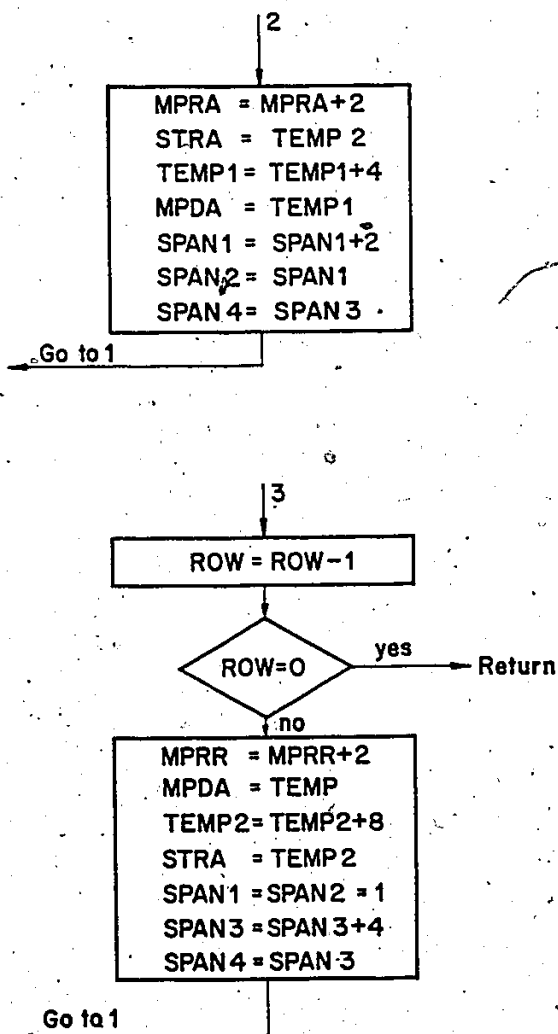 2
MPRA = MPRA+2
STRA = TEMP 2
TEMP1= TEMP1+4
MPDA = TEMP1
SPAN1 = SPAN1+2
SPAN 2= SPAN1
SPAN 4= SPAN 3
Go to 1
3
ROW = ROW-1
ROW=0
yes
Return
no
MPRR = MPRR+2
MPDA = TEMP
TEMP2= TEMP2+8
STRA = TEMP 2
SPAN1 = SPAN2 = 1
SPAN3 = SPAN 3+4
SPAN4 = SPAN 3
Go to 1